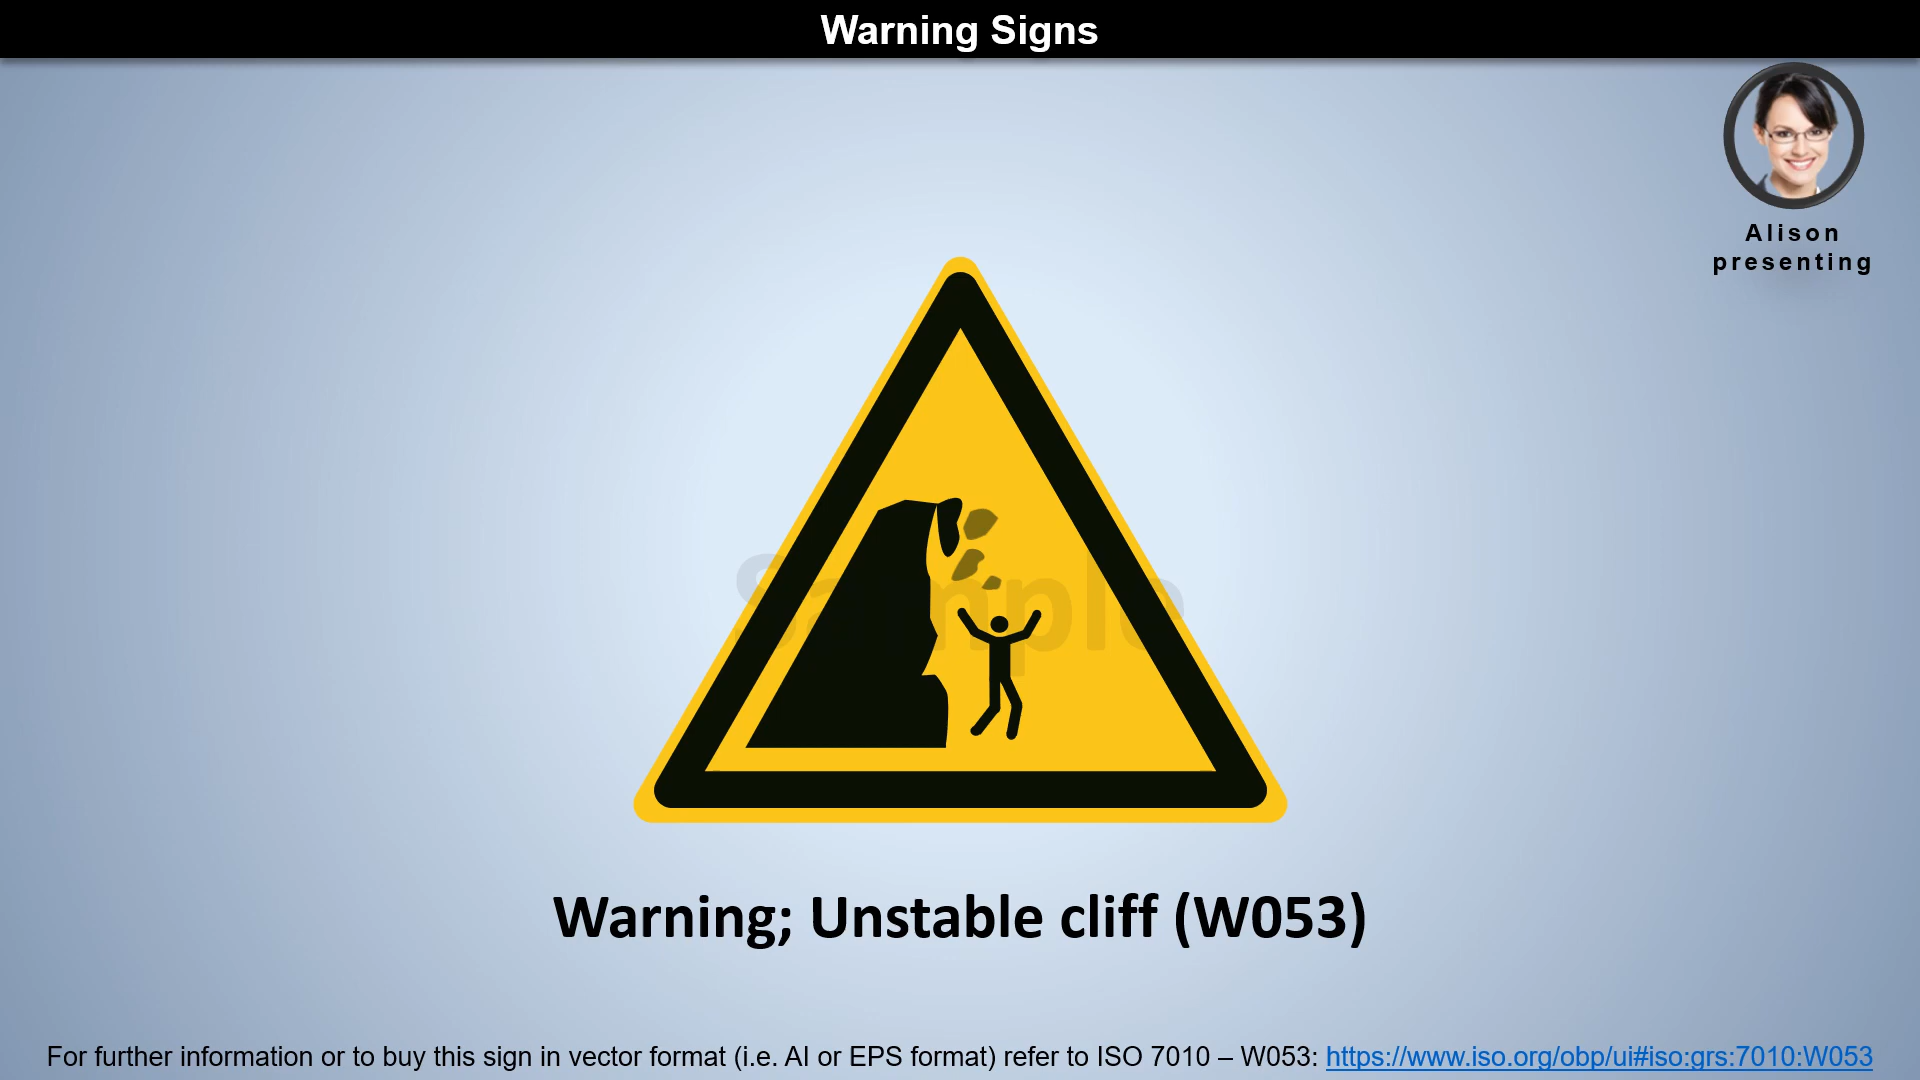 Warning Signs
Alison
presenting
Sample
Warning; Unstable cliff (W053)
For further information or to buy this sign in vector format (i.e. AI or EPS format) refer to ISO 7010 – W053: https://www.iso.org/obp/ui#iso:grs:7010:W053